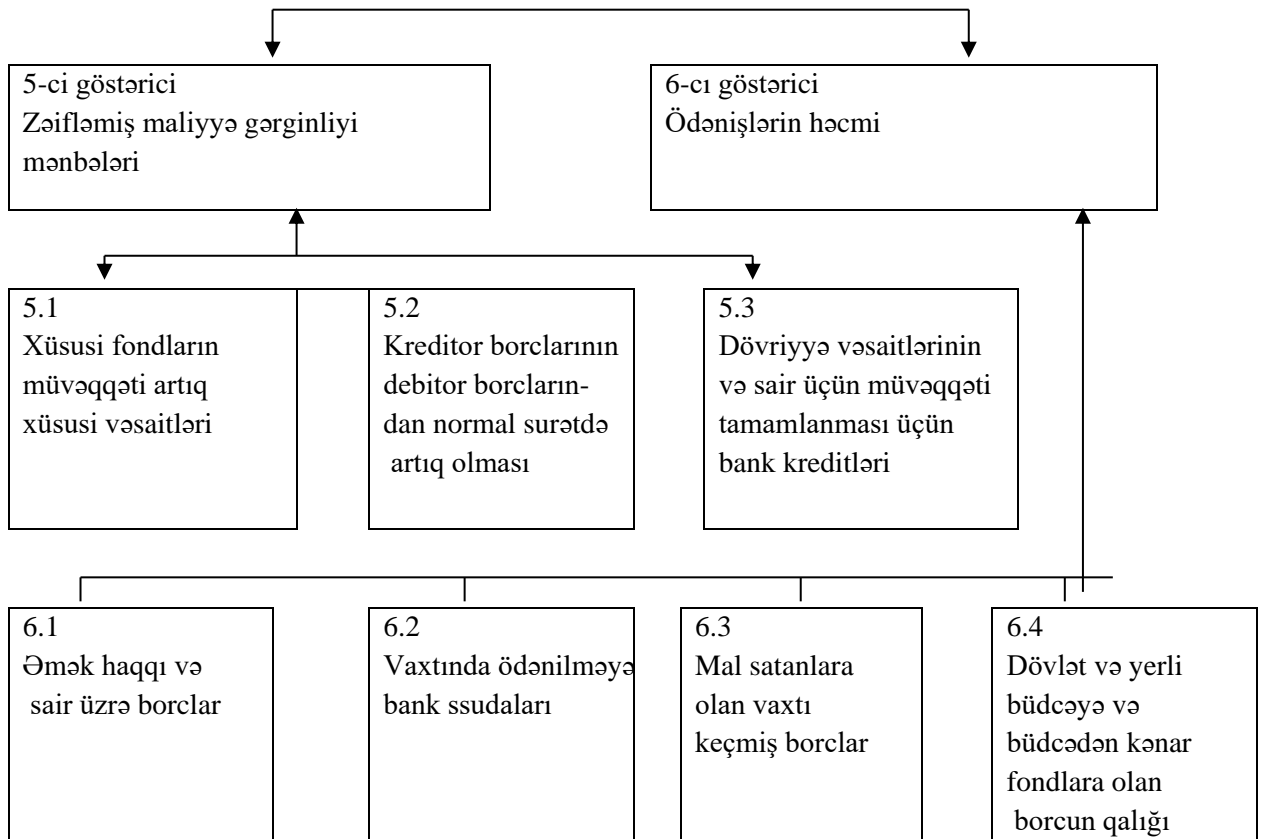 5-ci göstərici
Zəifləmiş maliyyə gərginliyi
mənbələri
6-cı göstərici
Ödənişlərin həcmi
5.1
Xüsusi fondların
müvəqqəti artıq
xüsusi vəsaitləri
5.2
Kreditor borclarının
debitor borcların-
dan normal surətdə
artıq olması
5.3
Dövriyyə vəsaitlərinin
və sair üçün müvəqqəti
tamamlanması üçün
bank kreditləri
6.1
Əmək haqqı və
sair üzrə borclar
6.2
Vaxtında ödənilməyə
bank ssudaları
6.3
Mal satanlara
olan vaxtı
keçmiş borclar
6.4
Dövlət və yerli
büdcəyə və
büdcədən kənar
fondlara olan
borcun qalığı